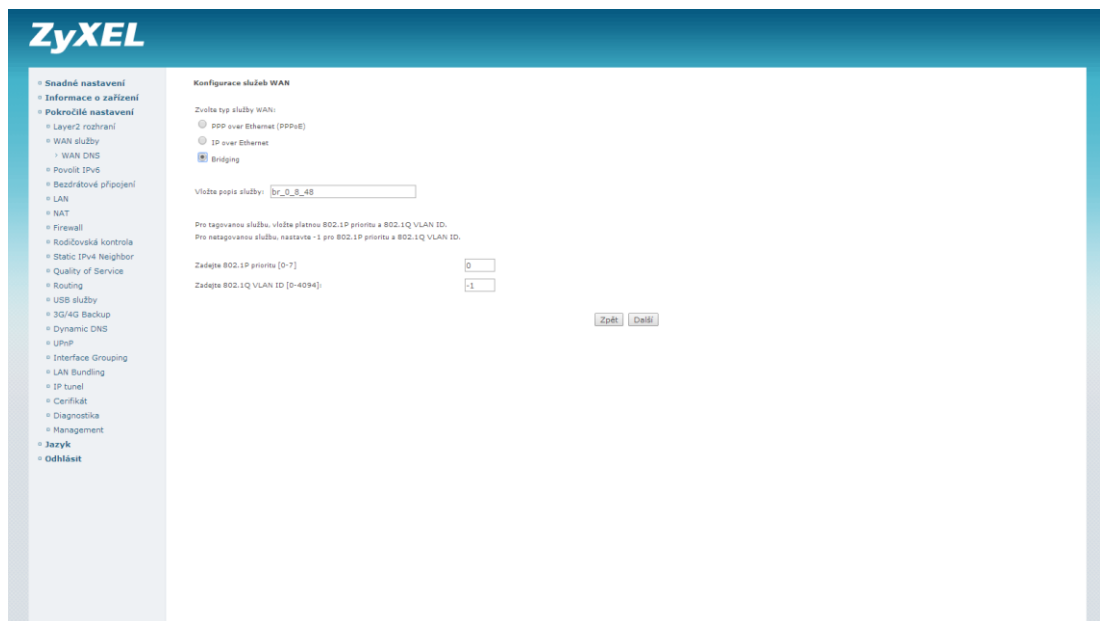 ZyXEL
Snadné nastavení
Informace o zařízení
Pokročilé nastavení
Layer2 rozhraní
WAN služby
WAN DNS
Povolit IPv6
Bezdrátové připojení
LAN
NAT
Firewall
Rodičovská kontrola
Static IPv4 Neighbor
Quality of Service
Routing
USB služby
3G/4G Backup
Dynamic DNS
UPnP
Interface Grouping
LAN Bundling
IP tunel
Cerifikát
Diagnostika
Management
Jazyk
Odhlásit
Konfigurace služeb WAN
Zvolte typ služby WAN:
PPP over Ethernet (PPPoE)
IP over Ethernet
Bridging
Vložte popis služby: br_0_8_48
Pro tagovanou službu, vložte platnou 802.1P prioritu a 802.1Q VLAN ID.
Pro netagovanou službu, nastavte -1 pro 802.1P prioritu a 802.1Q VLAN ID.
Zadejte 802.1P prioritu [0-7] 0
Zadejte 802.1Q VLAN ID [0-4094]: -1
Zpět Další